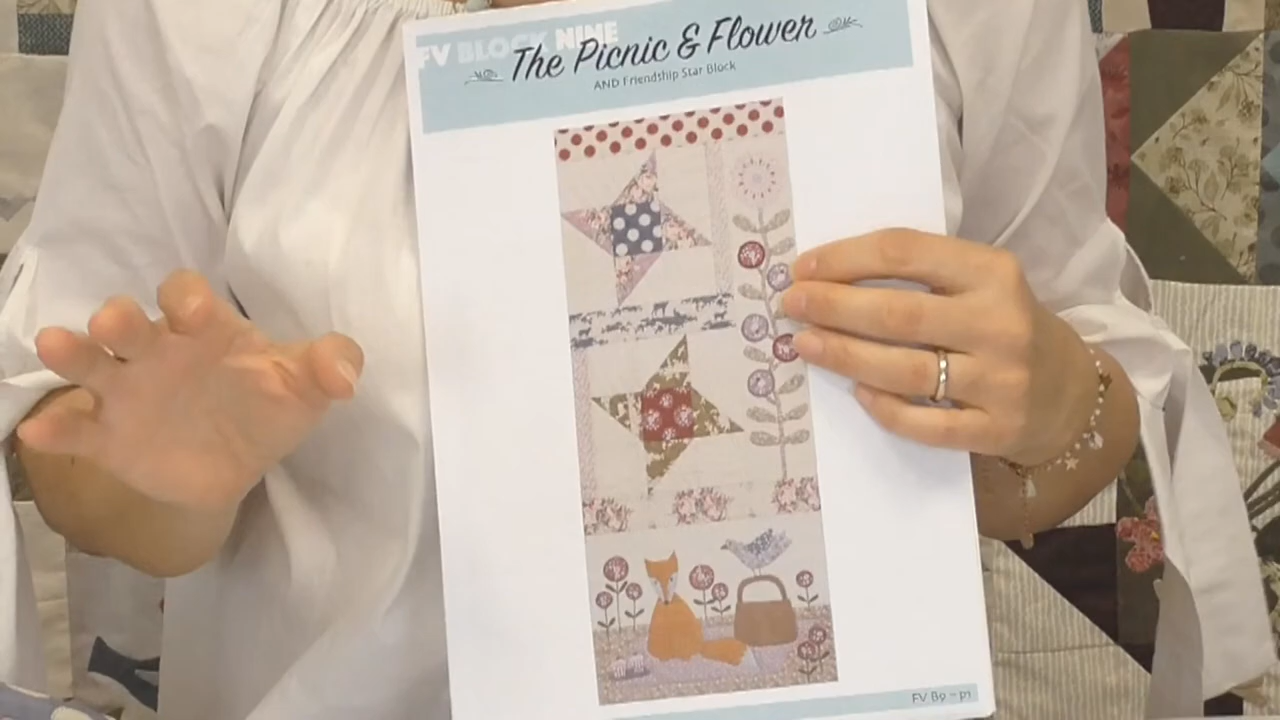 FV BLOCK NINE
The Picnic & Flower
AND Friendship Star Block
FV B9 – p1